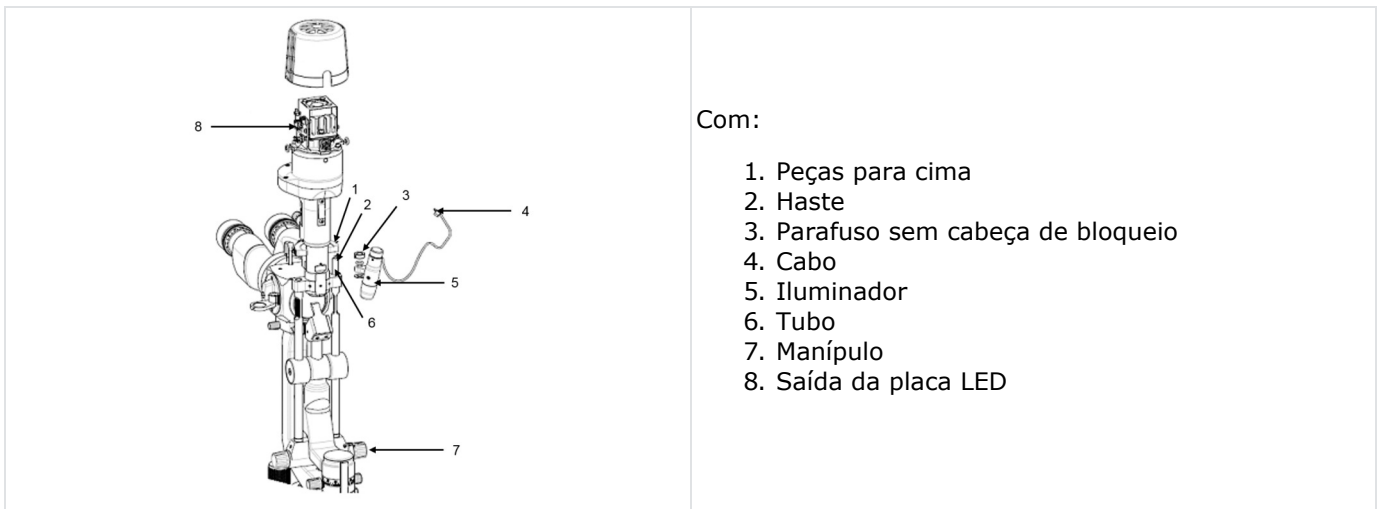 8
1
2
3
4
5
6
7
Com:
1. Peças para cima
2. Haste
3. Parafuso sem cabeça de bloqueio
4. Cabo
5. Iluminador
6. Tubo
7. Manípulo
8. Saída da placa LED